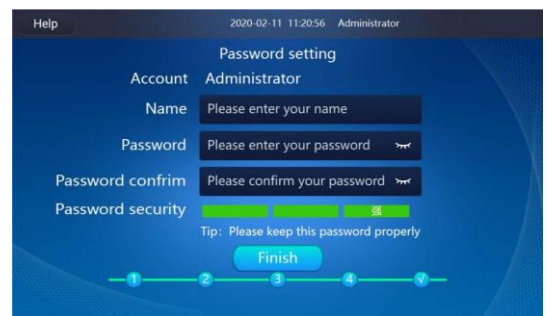 Help 2020-02-11 11:20:56 Administrator
Password setting
Account Administrator
Name Please enter your name
Password Please enter your password
Password confrim Please confirm your password
Password security 强
Tip: Please keep this password properly
Finish
1 2 3 4 √